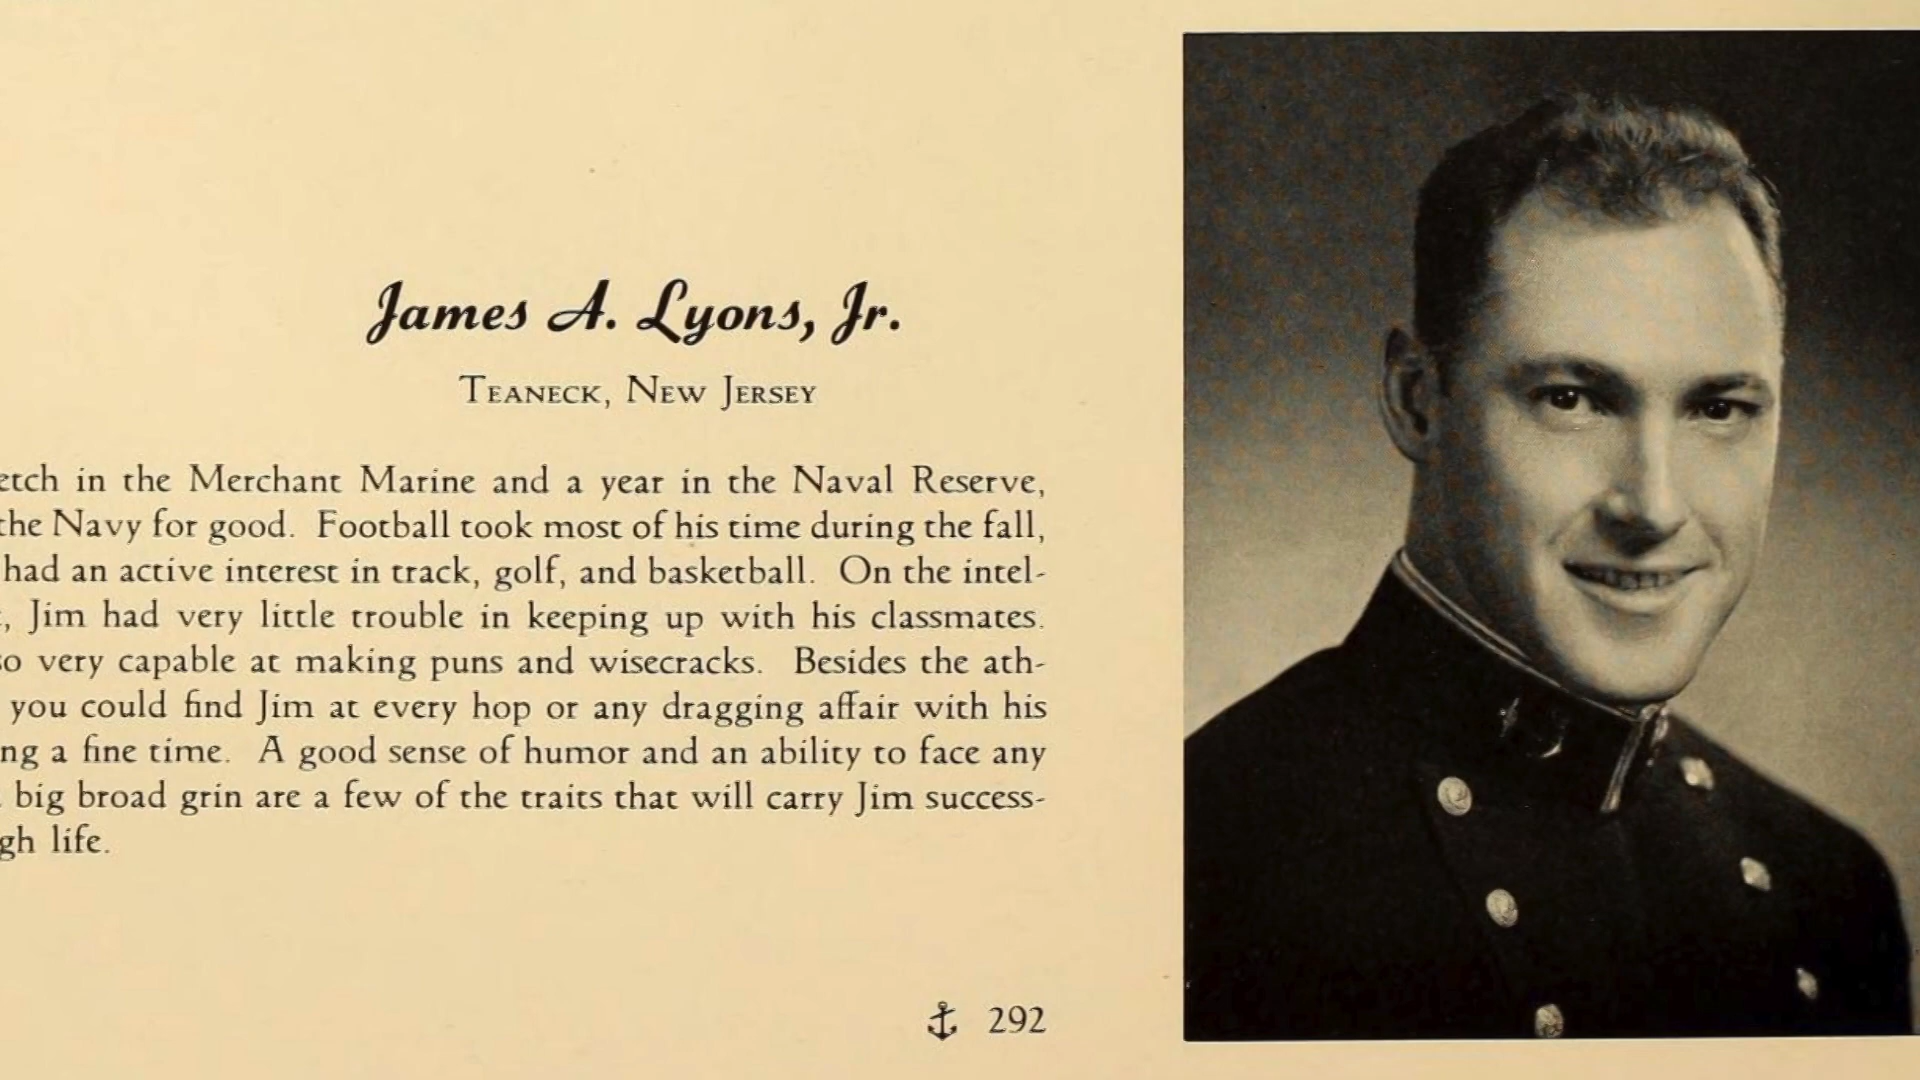 James A. Lyons, Jr.
Teaneck, New Jersey
etch in the Merchant Marine and a year in the Naval Reserve,
the Navy for good. Football took most of his time during the fall,
had an active interest in track, golf, and basketball. On the intel-
, Jim had very little trouble in keeping up with his classmates.
so very capable at making puns and wisecracks. Besides the ath-
you could find Jim at every hop or any dragging affair with his
ng a fine time. A good sense of humor and an ability to face any
big broad grin are a few of the traits that will carry Jim success-
gh life.
292